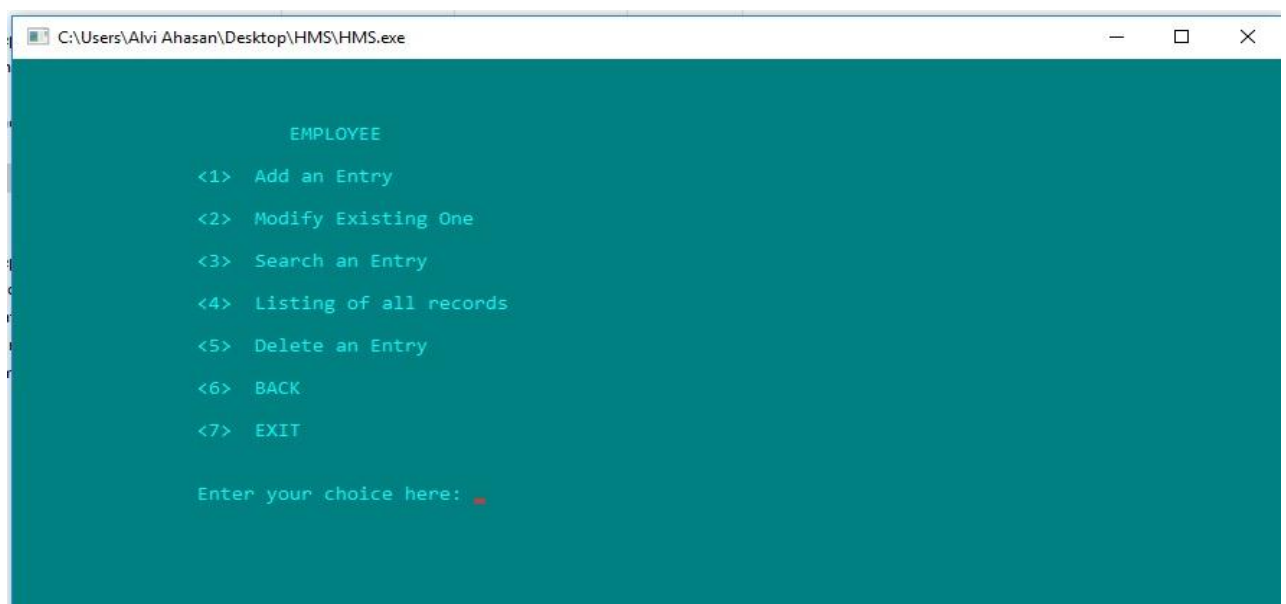 C:\Users\Alvi Ahasan\Desktop\HMS\HMS.exe
EMPLOYEE
<1> Add an Entry
<2> Modify Existing One
<3> Search an Entry
<4> Listing of all records
<5> Delete an Entry
<6> BACK
<7> EXIT
Enter your choice here: